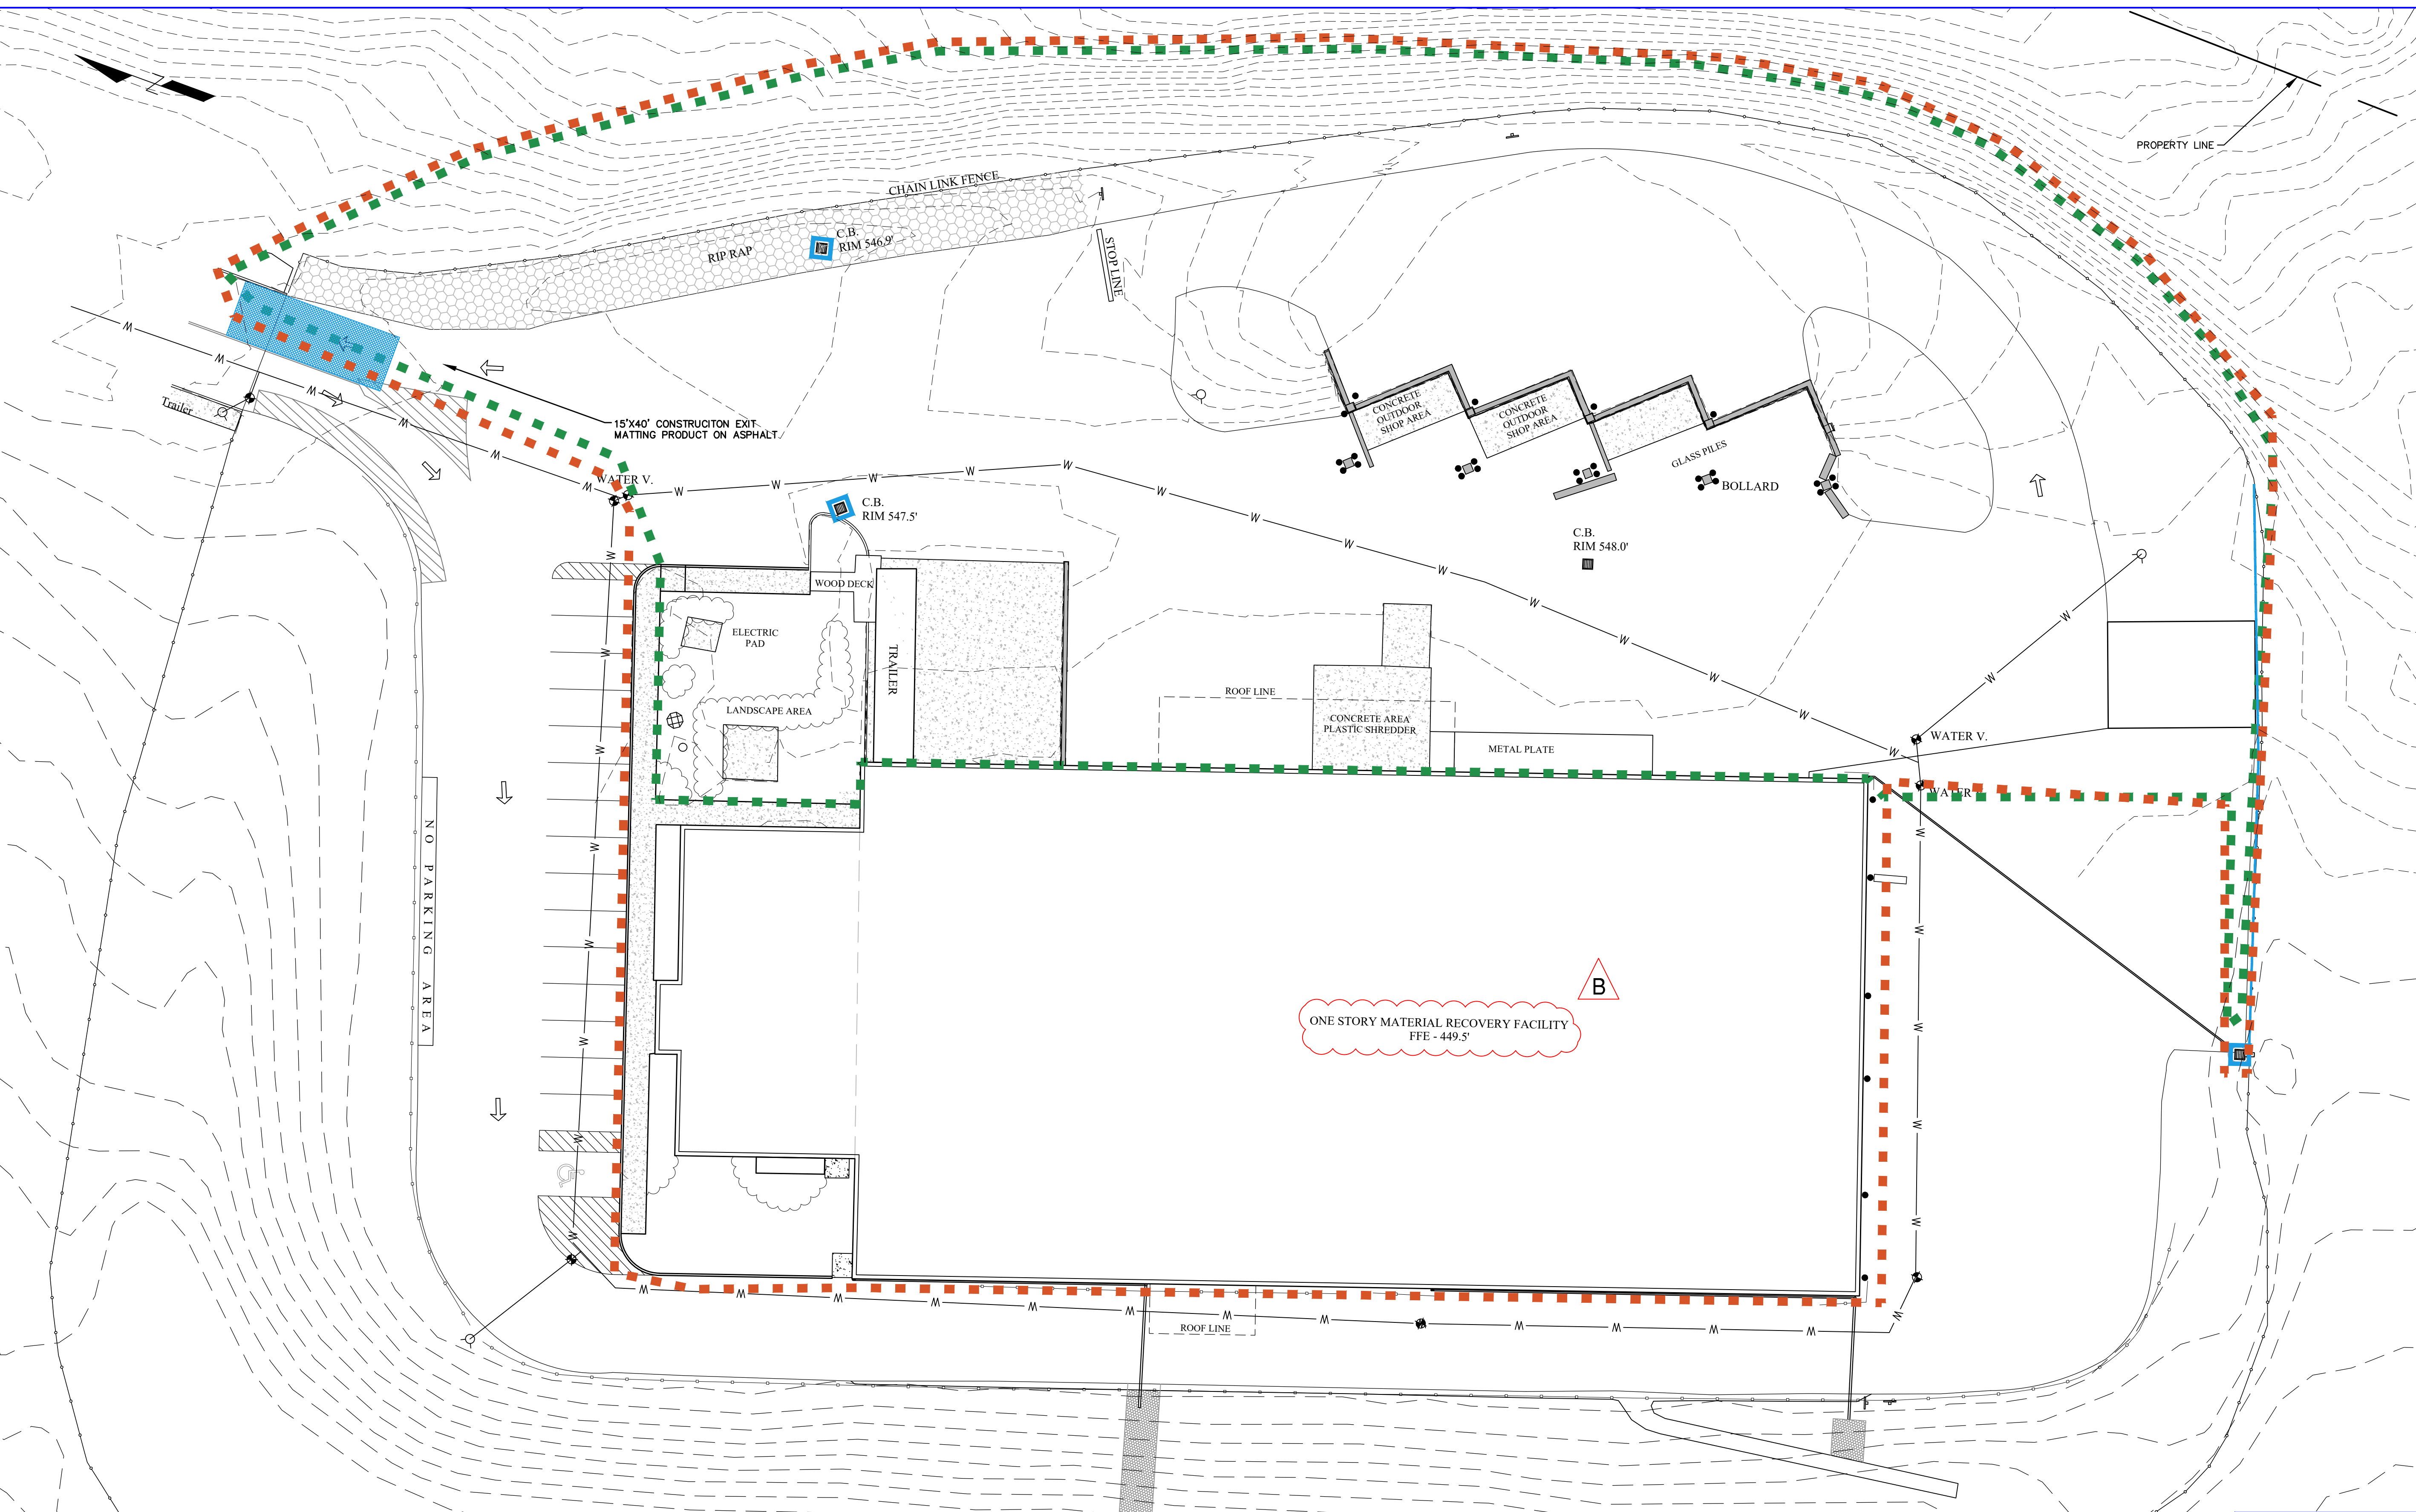 N
PROPERTY LINE
CHAIN LINK FENCE
C.B.
RIM 546.9'
RIP RAP
STOP LINE
Trailer
15'X40' CONSTRUCITON EXIT
MATTING PRODUCT ON ASPHALT
CONCRETE
OUTDOOR
SHOP AREA
CONCRETE
OUTDOOR
SHOP AREA
GLASS PILES
BOLLARD
WATER V.
C.B.
RIM 547.5'
C.B.
RIM 548.0'
WOOD DECK
ELECTRIC
PAD
TRAILER
LANDSCAPE AREA
ROOF LINE
CONCRETE AREA
PLASTIC SHREDDER
METAL PLATE
WATER V.
WATER
NO PARKING AREA
B
ONE STORY MATERIAL RECOVERY FACILITY
FFE - 449.5'
ROOF LINE
W W W W W W W W W W W W W W W W W W W W W W W W W W W W W W W W W W W W W W W W W W W W W W W